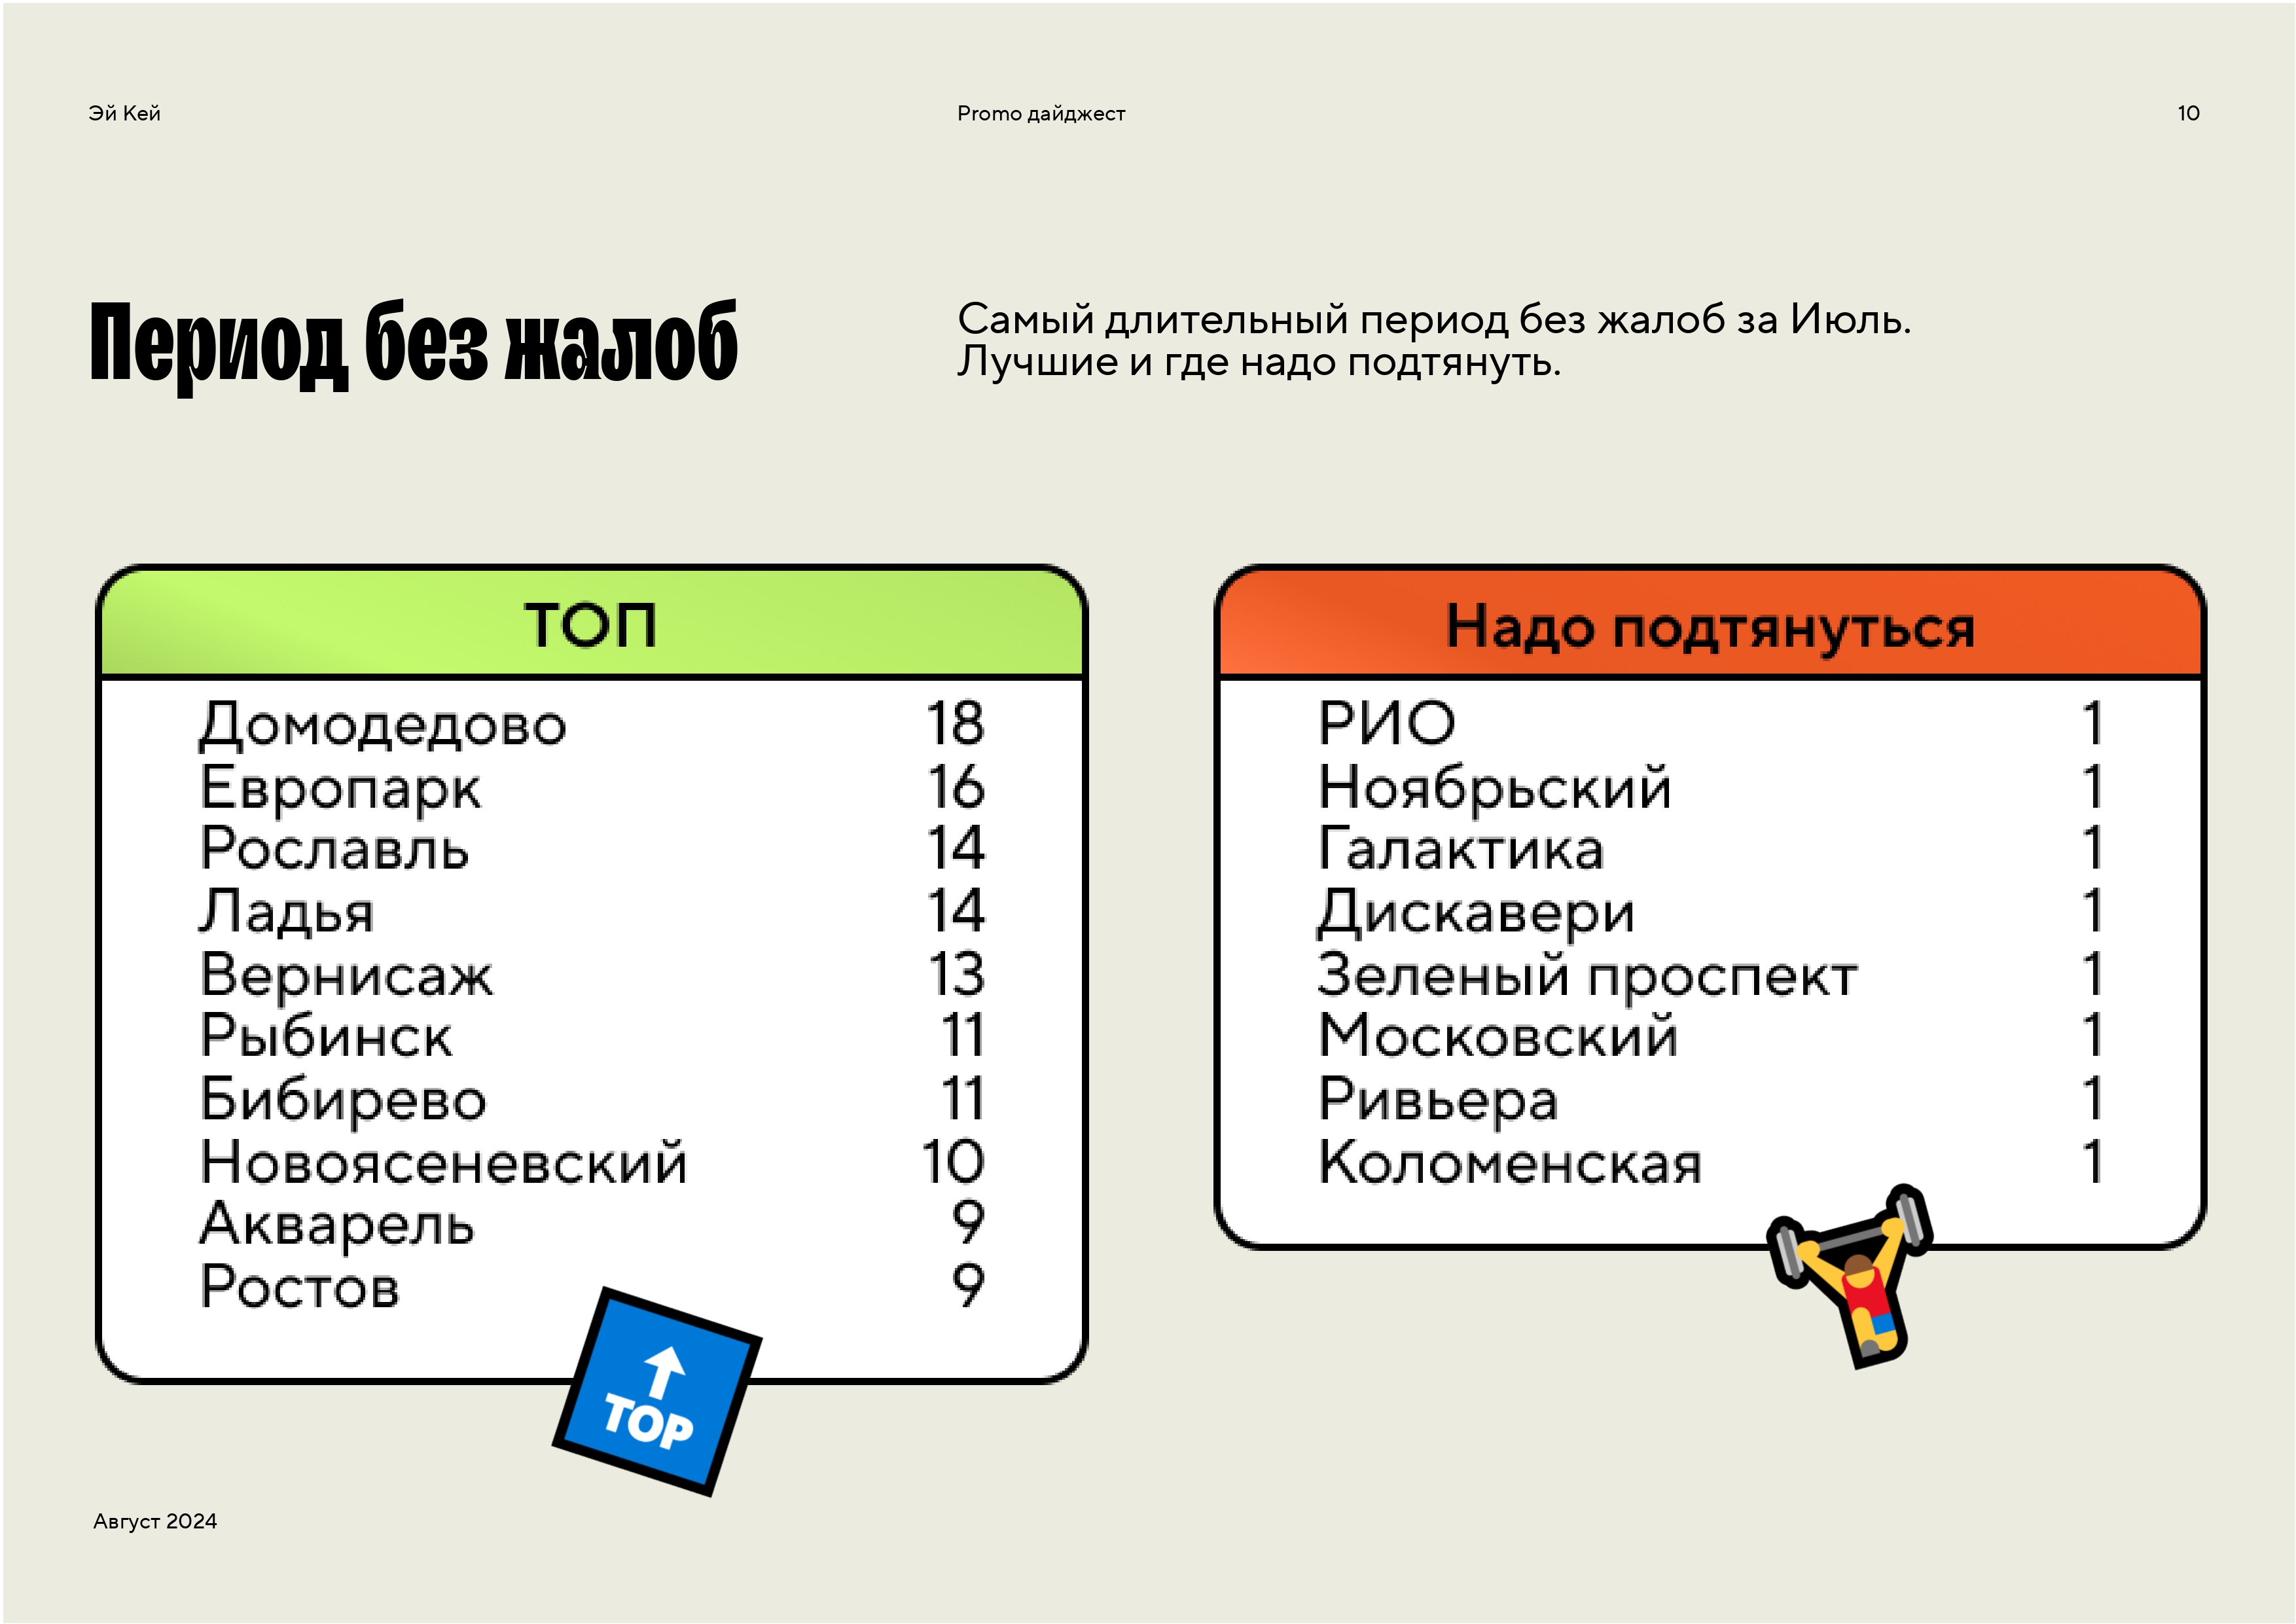 Эй Кей
Promo дайджест
10
Период без жалоб
Самый длительный период без жалоб за Июль.
Лучшие и где надо подтянуть.
ТОП
Домодедово 18
Европарк 16
Рославль 14
Ладья 14
Вернисаж 13
Рыбинск 11
Бибирево 11
Новоясеневский 10
Акварель 9
Ростов 9
TOP
Надо подтянуться
РИО 1
Ноябрьский 1
Галактика 1
Дискавери 1
Зеленый проспект 1
Московский 1
Ривьера 1
Коломенская 1
Август 2024